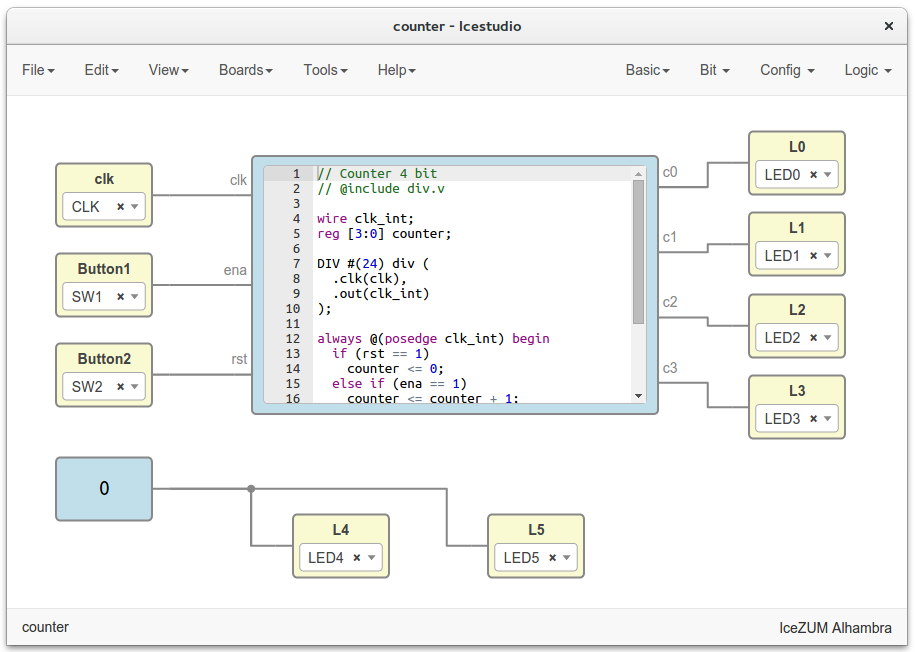 counter - Icestudio ×
File Edit View Boards Tools Help Basic Bit Config Logic
clk
CLK × clk
Button1
SW1 × ena
Button2
SW2 × rst
1 // Counter 4 bit
2 // @include div.v
3
4 wire clk_int;
5 reg [3:0] counter;
6
7 DIV #(24) div (
8 .clk(clk),
9 .out(clk_int)
10 );
11
12 always @(posedge clk_int) begin
13 if (rst == 1)
14 counter <= 0;
15 else if (ena == 1)
16 counter <= counter + 1;
c0
L0
LED0 ×
c1
L1
LED1 ×
c2
L2
LED2 ×
c3
L3
LED3 ×
0
L4
LED4 ×
L5
LED5 ×
counter IceZUM Alhambra